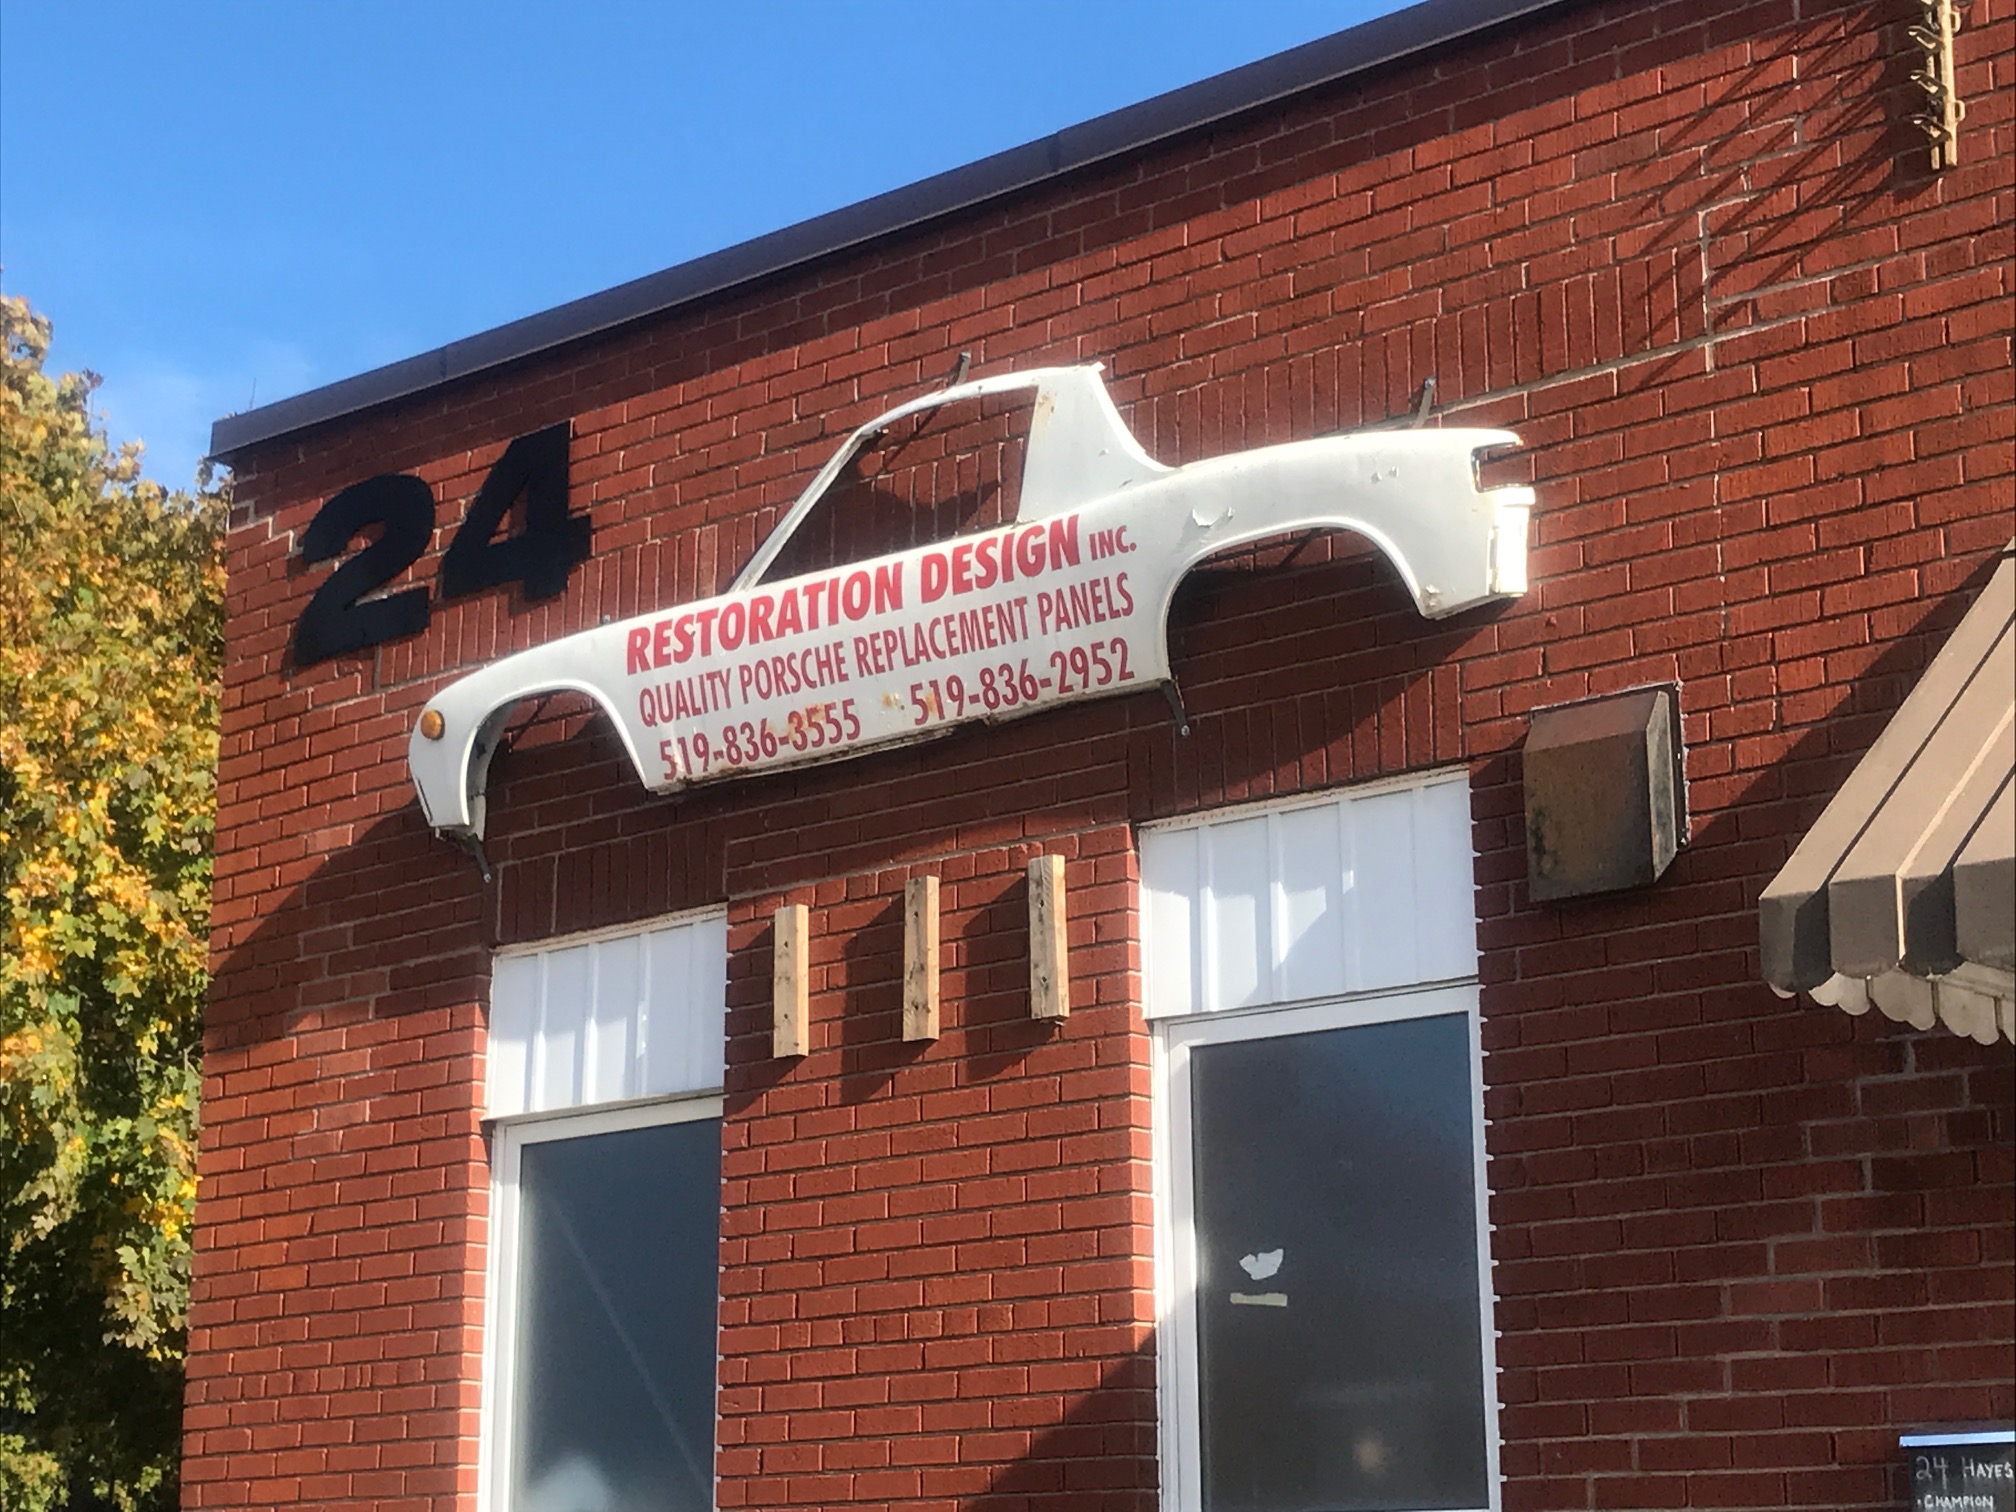 24
RESTORATION DESIGN INC.
QUALITY PORSCHE REPLACEMENT PANELS
519-836-3555 519-836-2952
24 HAYES
• CHAMPION